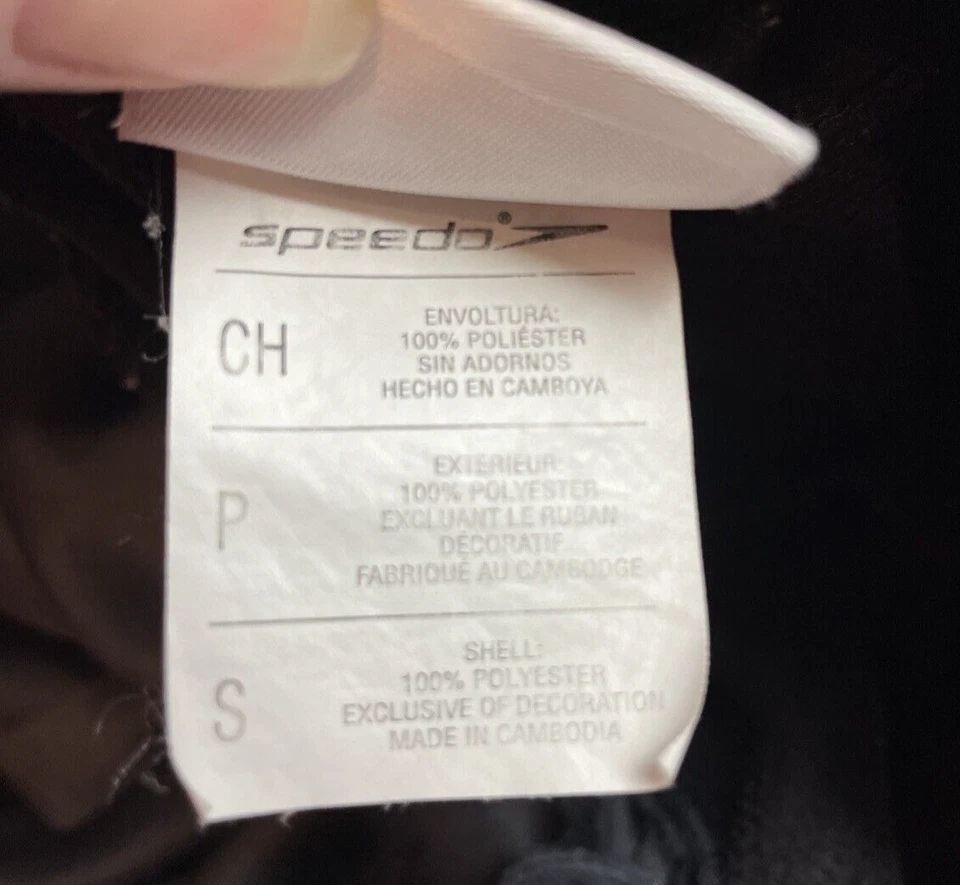 speedo®
CH
ENVOLTURA:
100% POLIÉSTER
SIN ADORNOS
HECHO EN CAMBOYA
P
EXTÉRIEUR:
100% POLYESTER
EXCLUANT LE RUBAN
DÉCORATIF
FABRIQUÉ AU CAMBODGE
S
SHELL:
100% POLYESTER
EXCLUSIVE OF DECORATION
MADE IN CAMBODIA